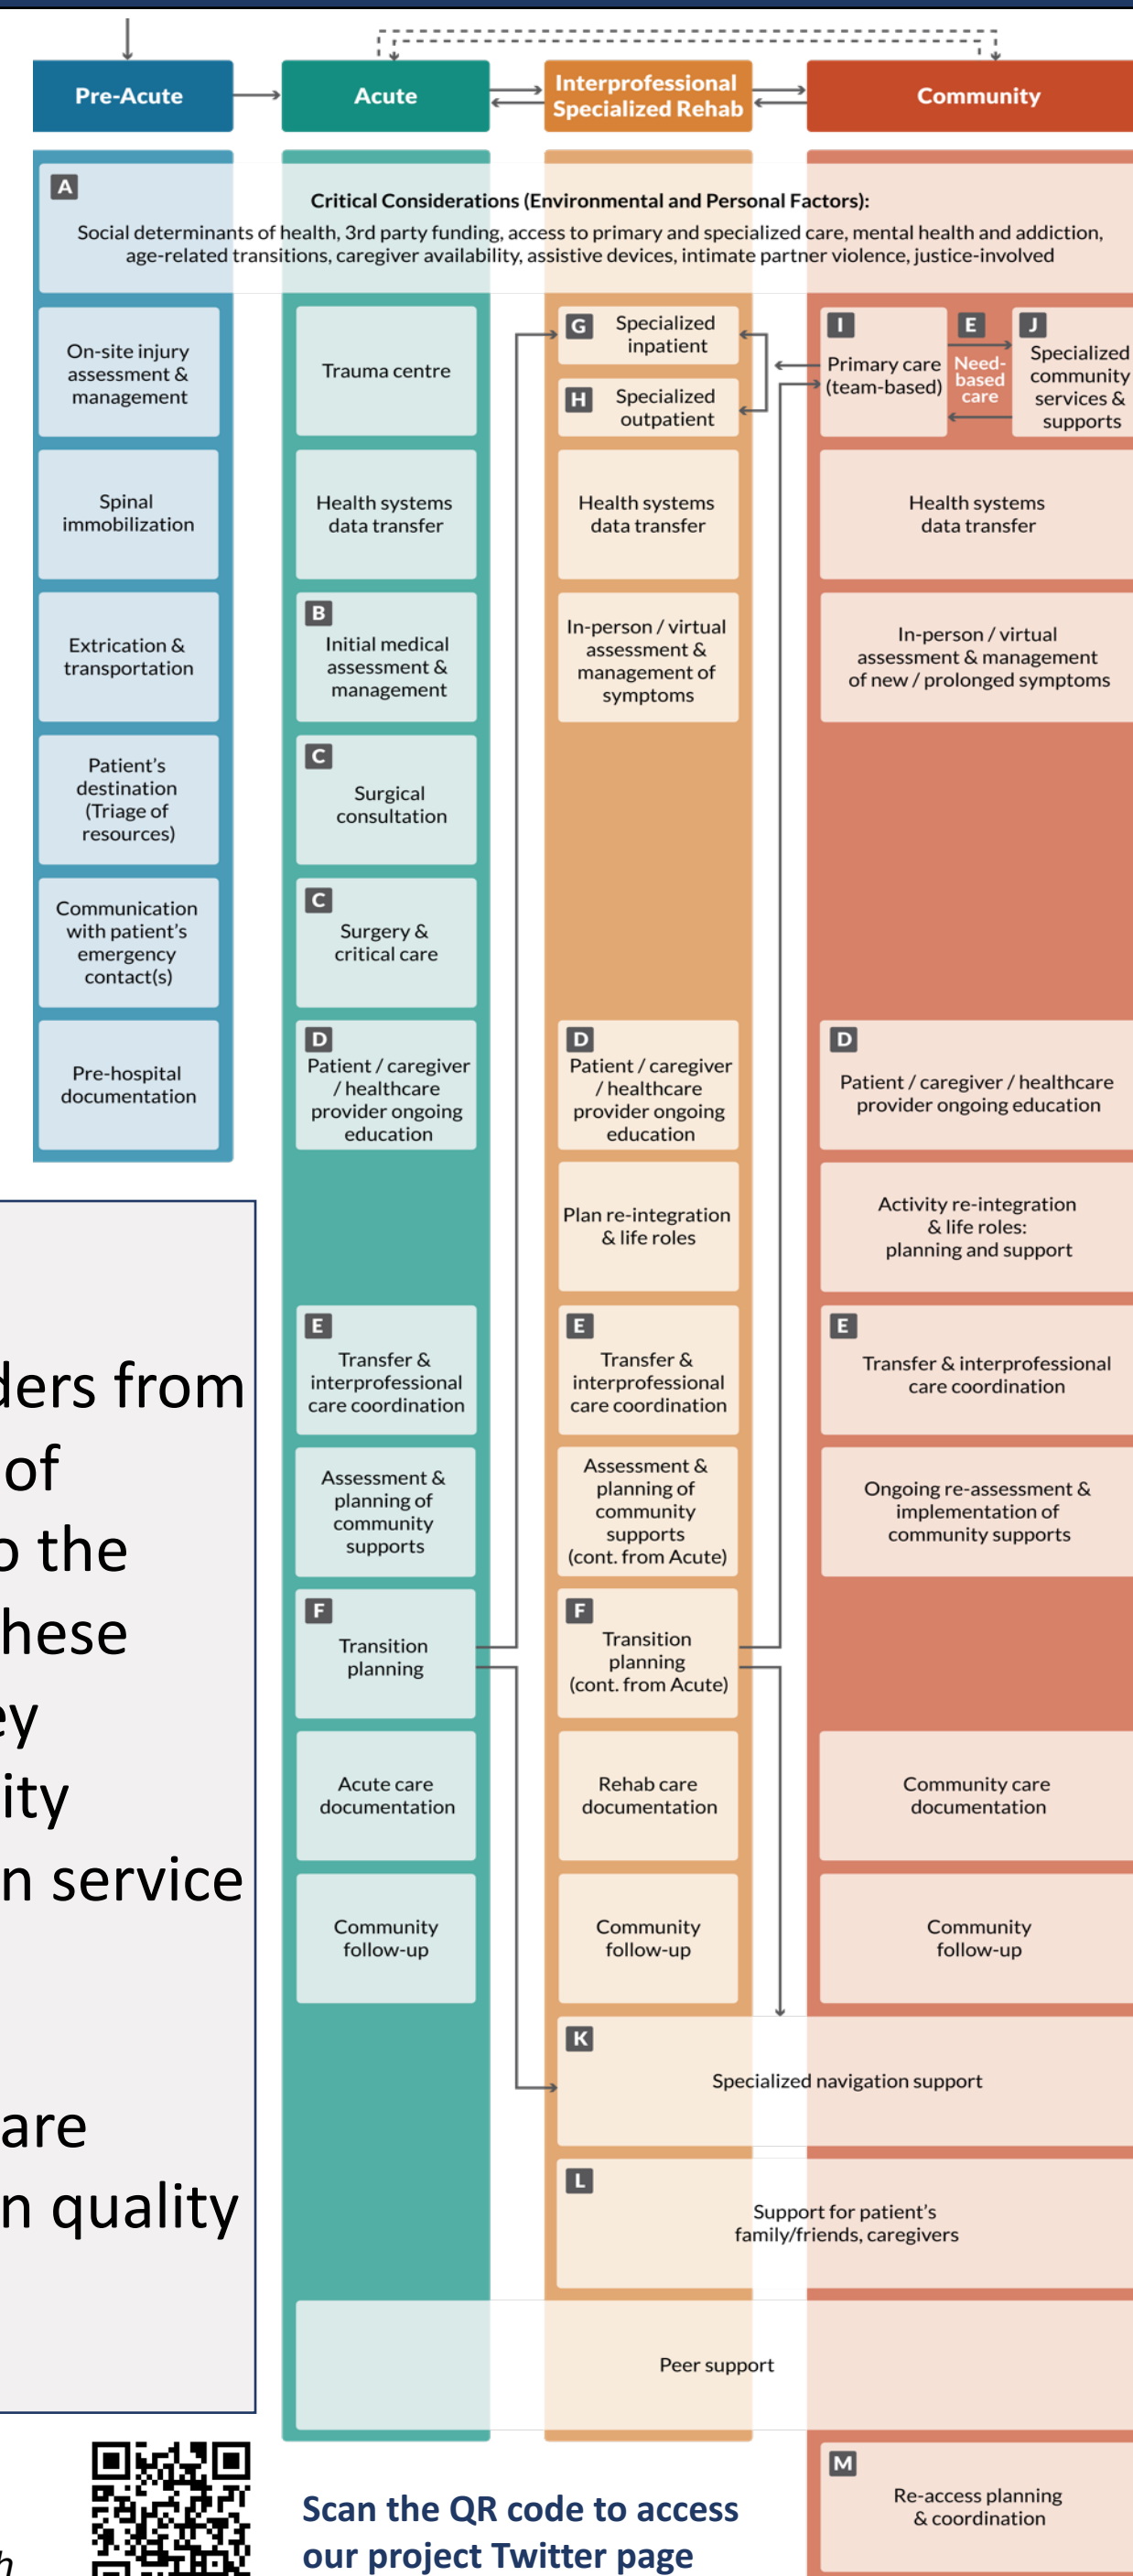 Pre-Acute
Acute
Interprofessional
Specialized Rehab
Community
A
Critical Considerations (Environmental and Personal Factors):
Social determinants of health, 3rd party funding, access to primary and specialized care, mental health and addiction,
age-related transitions, caregiver availability, assistive devices, intimate partner violence, justice-involved
On-site injury
assessment &
management
Spinal
immobilization
Extrication &
transportation
Patient's
destination
(Triage of
resources)
Communication
with patient's
emergency
contact(s)
Pre-hospital
documentation
Trauma centre
Health systems
data transfer
B
Initial medical
assessment &
management
C
Surgical
consultation
C
Surgery &
critical care
D
Patient / caregiver
/ healthcare
provider ongoing
education
E
Transfer &
interprofessional
care coordination
Assessment &
planning of
community
supports
F
Transition
planning
Acute care
documentation
Community
follow-up
G
Specialized
inpatient
H
Specialized
outpatient
Health systems
data transfer
In-person / virtual
assessment &
management of
symptoms
D
Patient / caregiver
/ healthcare
provider ongoing
education
Plan re-integration
& life roles
E
Transfer &
interprofessional
care coordination
Assessment &
planning of
community
supports
(cont. from Acute)
F
Transition
planning
(cont. from Acute)
Rehab care
documentation
Community
follow-up
I
Primary care
(team-based)
E
Need-
based
care
J
Specialized
community
services &
supports
Health systems
data transfer
In-person / virtual
assessment & management
of new / prolonged symptoms
D
Patient / caregiver / healthcare
provider ongoing education
Activity re-integration
& life roles:
planning and support
E
Transfer & interprofessional
care coordination
Ongoing re-assessment &
implementation of
community supports
Community care
documentation
Community
follow-up
K
Specialized navigation support
L
Support for patient's
family/friends, caregivers
Peer support
M
Re-access planning
& coordination
ders from
of
o the
hese
ey
ity
n service
are
n quality
h
Scan the QR code to access
our project Twitter page